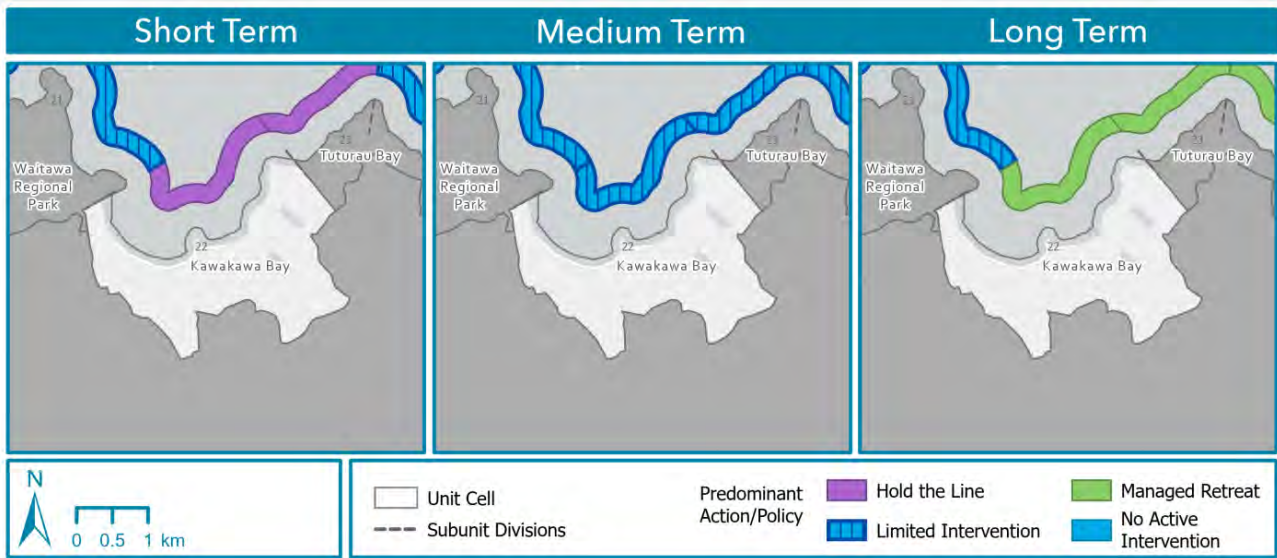 Short Term
Medium Term
Long Term
21
Waitawa
Regional
Park
23
Tuturau Bay
22
Kawakawa Bay
21
Waitawa
Regional
Park
23
Tuturau Bay
22
Kawakawa Bay
Waitawa
Regional
Park
Tuturau Bay
22
Kawakawa Bay
N
0 0.5 1 km
Unit Cell
Subunit Divisions
Predominant
Action/Policy
Hold the Line
Limited Intervention
Managed Retreat
No Active
Intervention